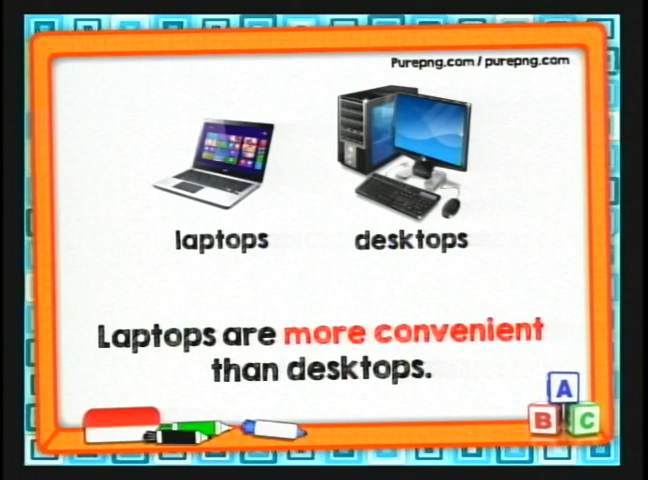 Purepng.com / purepng.com
laptops desktops
Laptops are more convenient
than desktops.
A
B C